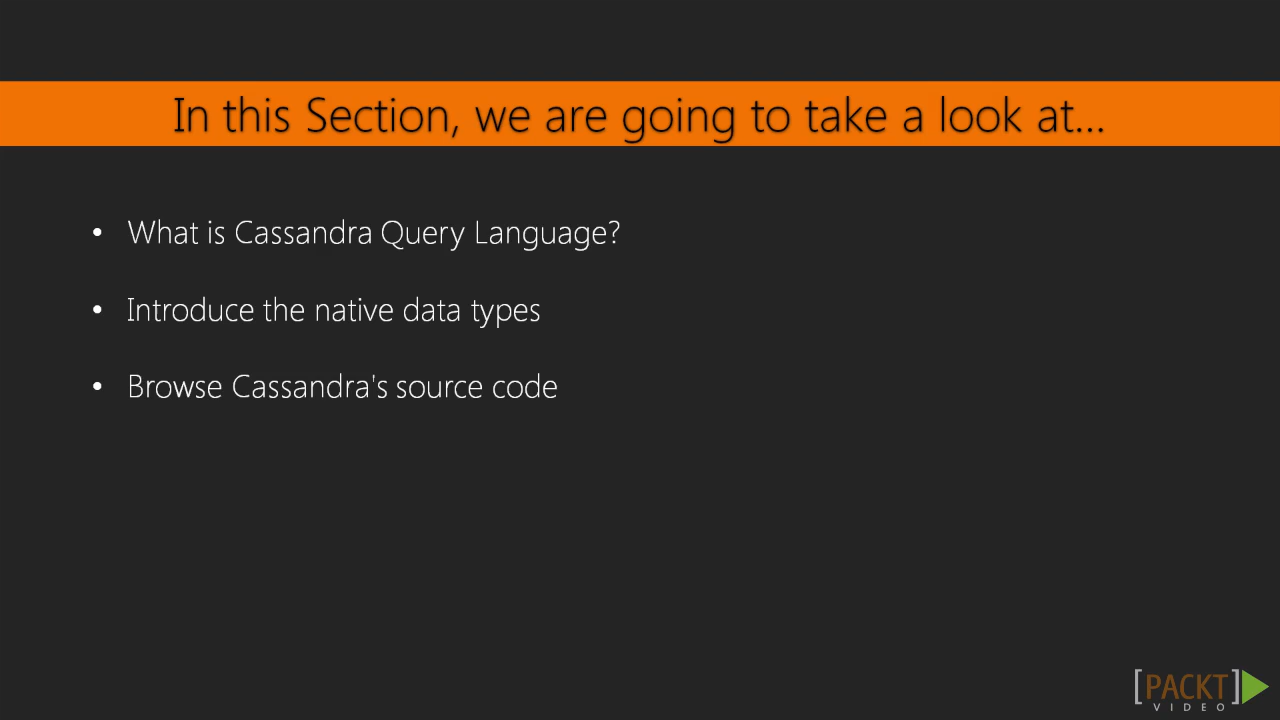 In this Section, we are going to take a look at...
• What is Cassandra Query Language?
• Introduce the native data types
• Browse Cassandra's source code
[PACKT]
VIDEO